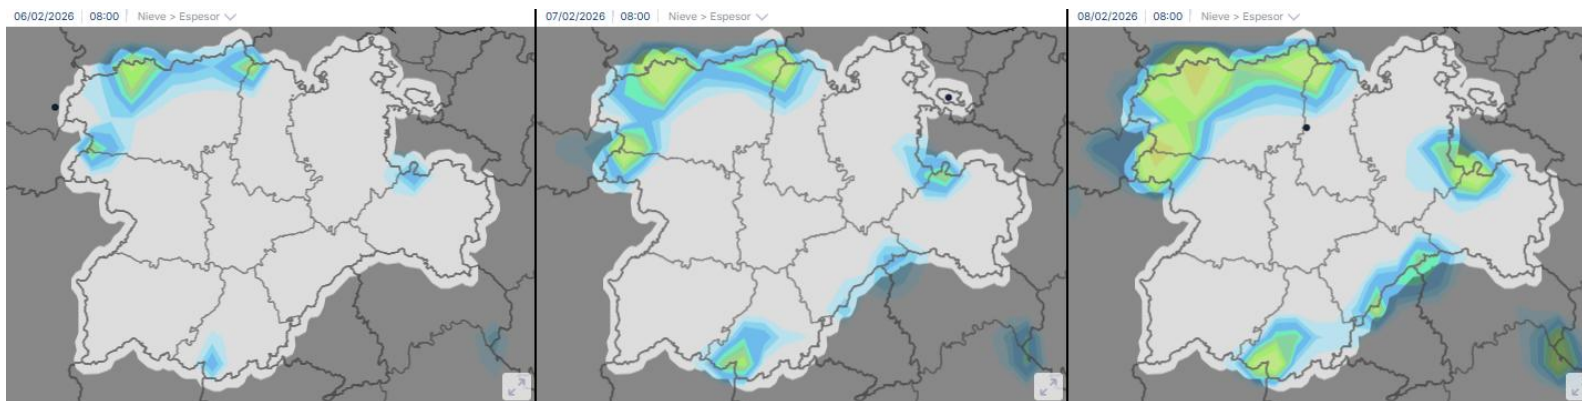 06/02/2026 08:00 Nieve > Espesor
07/02/2026 08:00 Nieve > Espesor
08/02/2026 08:00 Nieve > Espesor